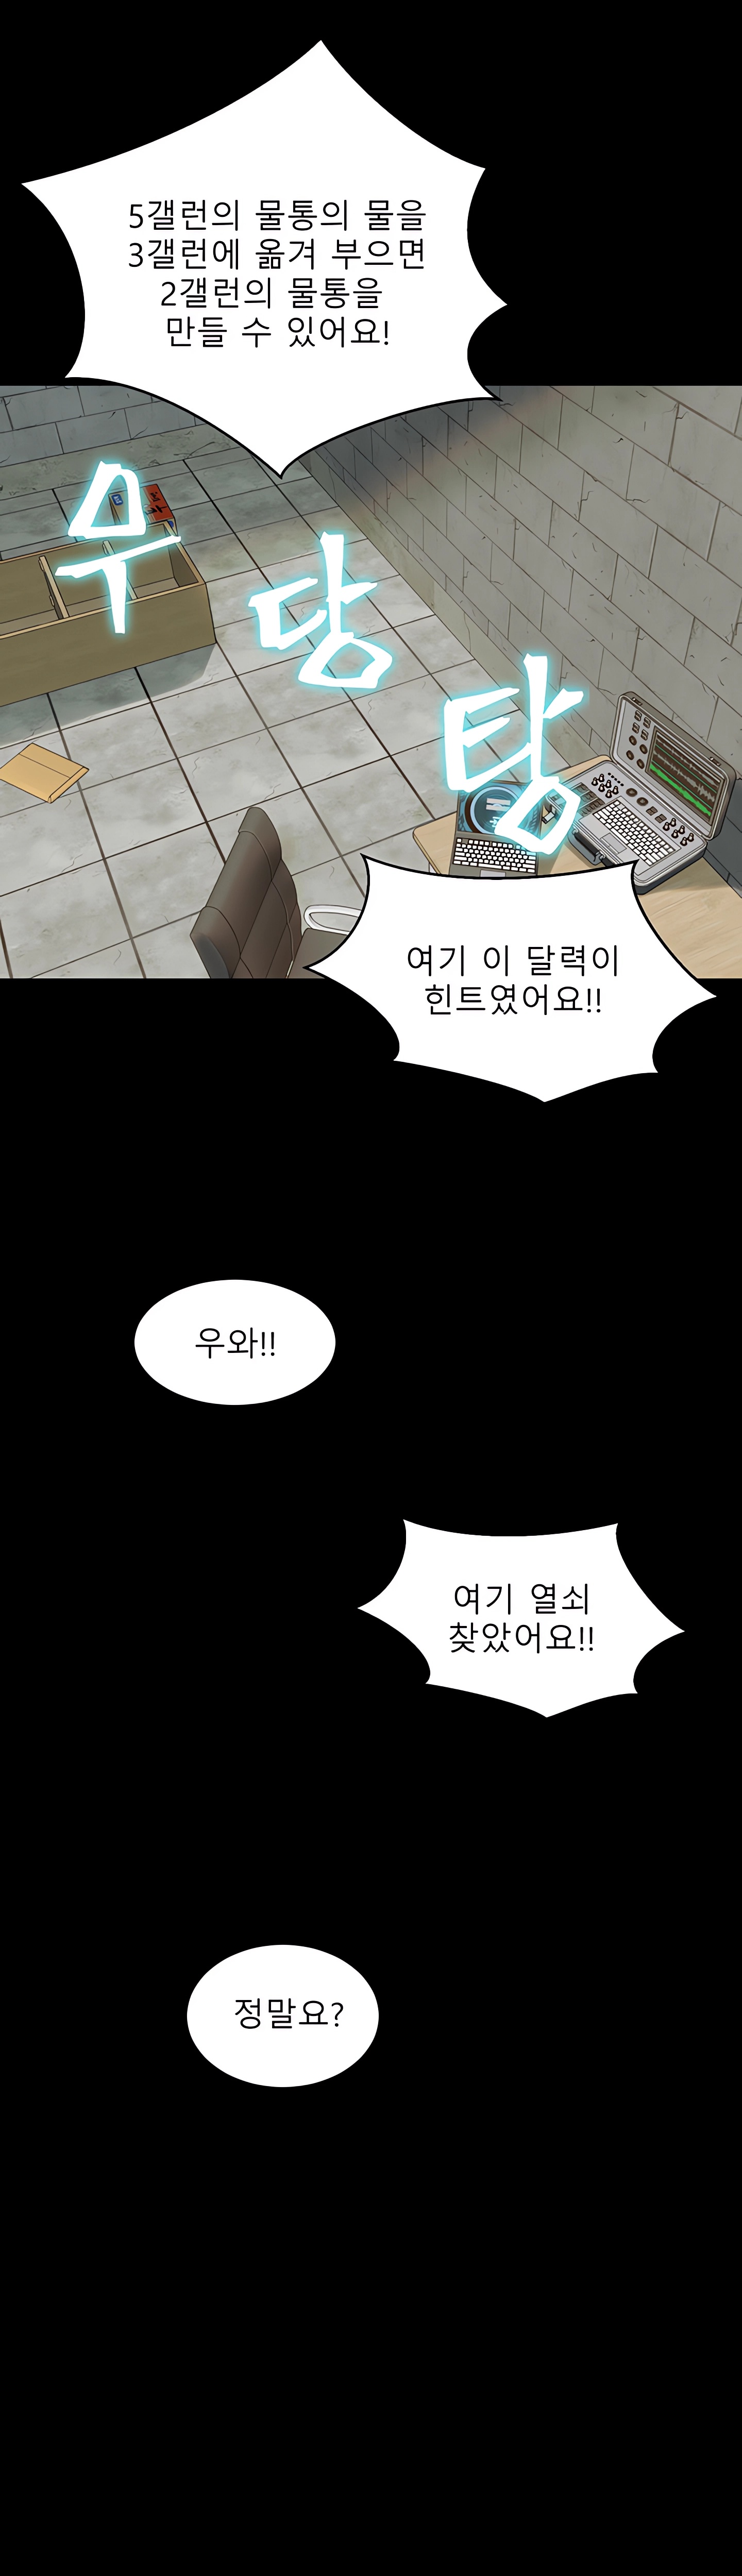 5갤런의 물통의 물을
3갤런에 옮겨 부으면
2갤런의 물통을
만들 수 있어요!
우당탕
여기 이 달력이
힌트였어요!!
우와!!
여기 열쇠
찾았어요!!
정말요?